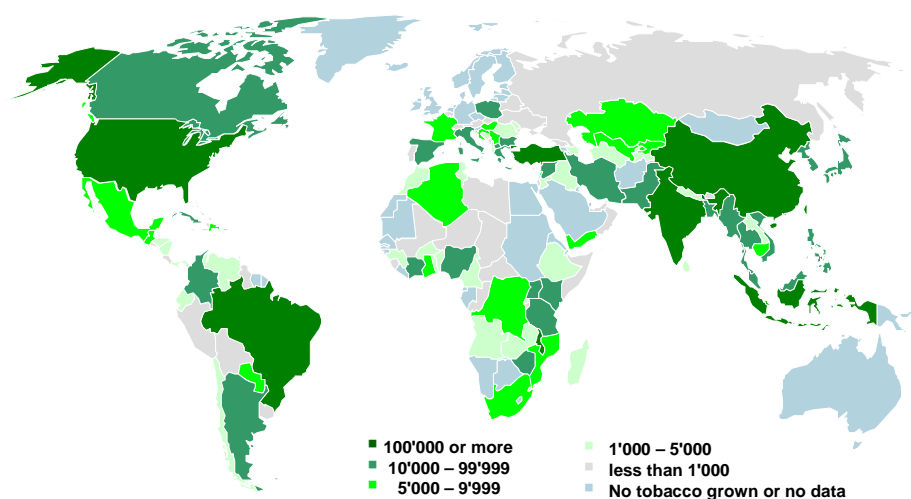 100'000 or more
10'000 – 99'999
5'000 – 9'999
1'000 – 5'000
less than 1'000
No tobacco grown or no data